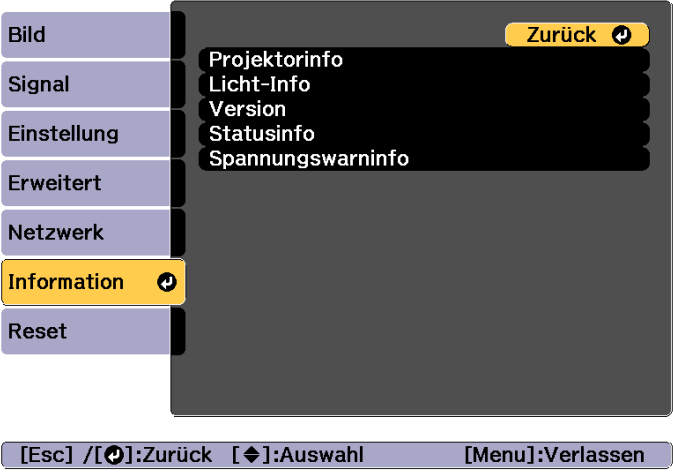 Bild
Signal
Einstellung
Erweitert
Netzwerk
Information
Reset
Zurück
Projektorinfo
Licht-Info
Version
Statusinfo
Spannungswarninfo
[Esc] /[⏎]:Zurück [◆]:Auswahl [Menu]:Verlassen